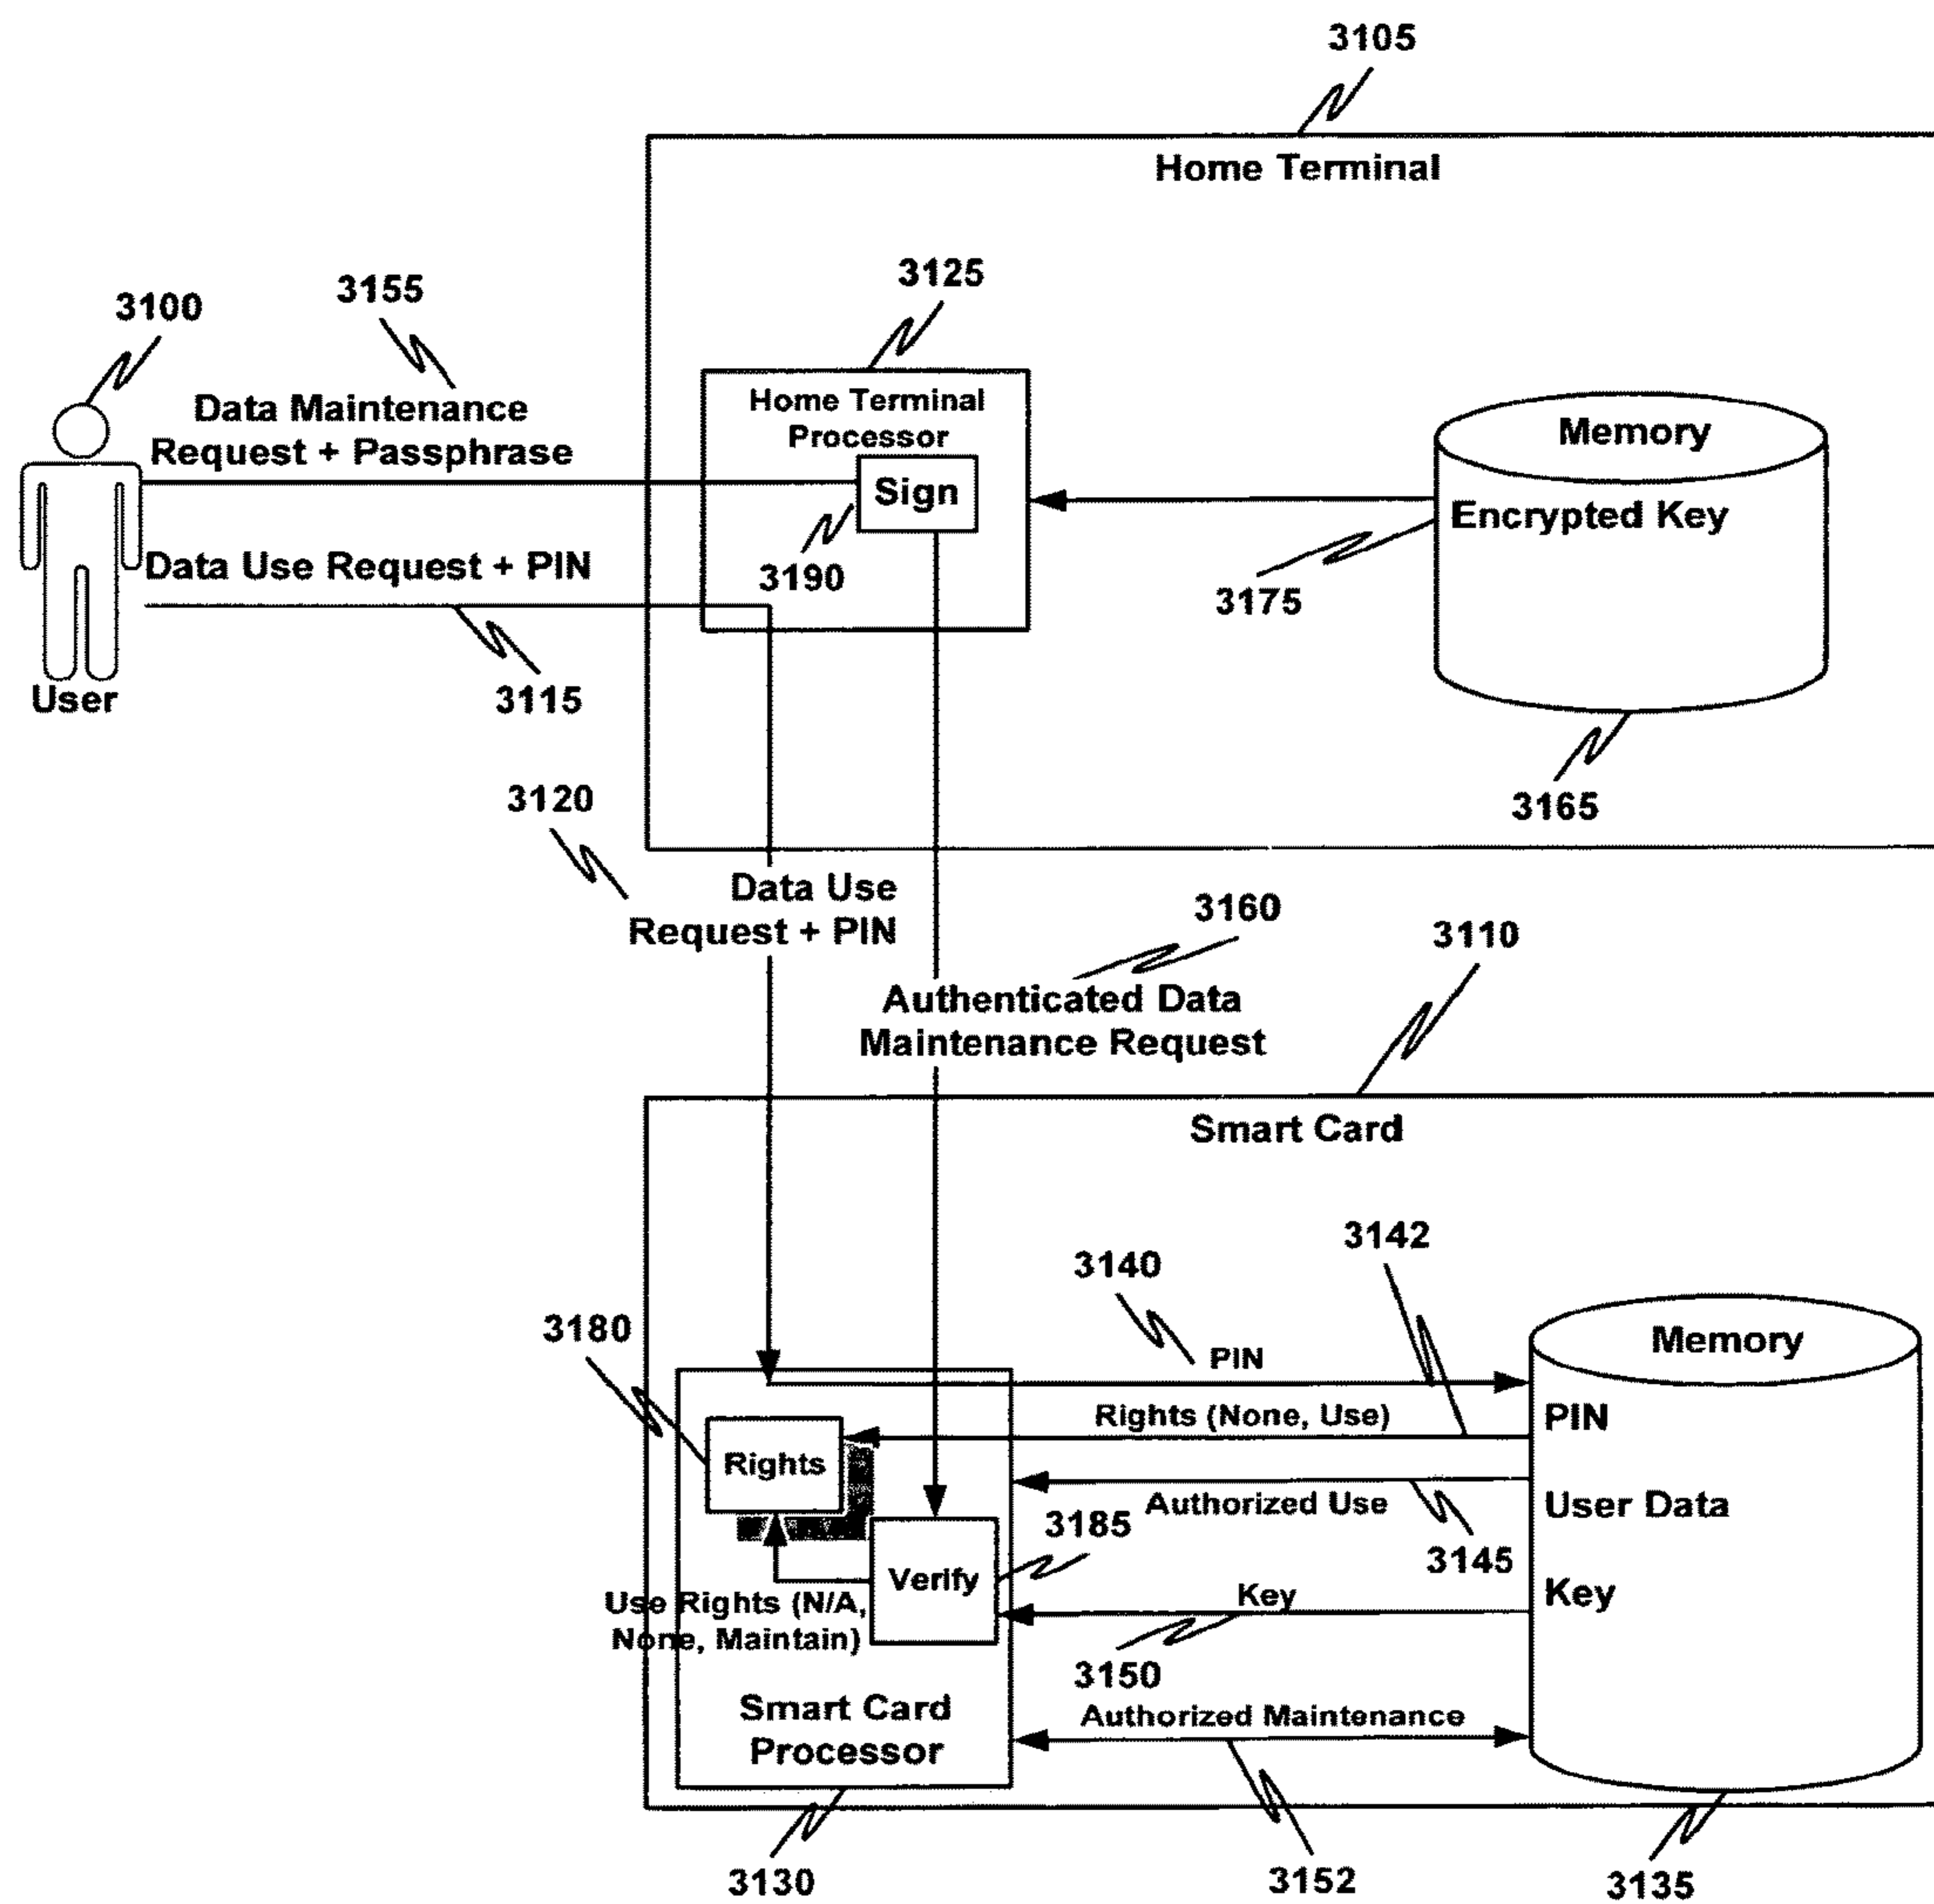 3105
Home Terminal
3125
3155
3100
Data Maintenance
Request + Passphrase
Home Terminal
Processor
Sign
3190
Memory
Encrypted Key
3175
3165
Data Use Request + PIN
3115
User
3120
Data Use
Request + PIN
3160
Authenticated Data
Maintenance Request
3110
Smart Card
3142
3140
3180
PIN
Rights (None, Use)
Authorized Use
3145
Memory
PIN
User Data
Key
Rights
3185
Verify
Use Rights (N/A,
None, Maintain)
Key
3150
Authorized Maintenance
Smart Card
Processor
3130
3152
3135